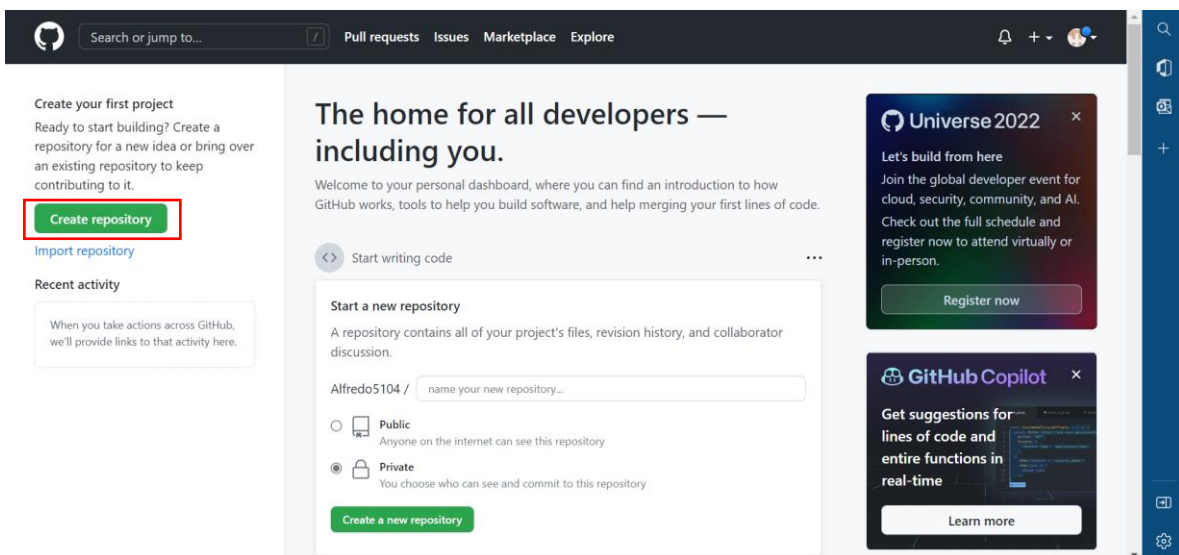 Search or jump to...
/
Pull requests Issues Marketplace Explore
Create your first project
Ready to start building? Create a
repository for a new idea or bring over
an existing repository to keep
contributing to it.
Create repository
Import repository
Recent activity
When you take actions across GitHub,
we'll provide links to that activity here.
The home for all developers —
including you.
Welcome to your personal dashboard, where you can find an introduction to how
GitHub works, tools to help you build software, and help merging your first lines of code.
Start writing code
Start a new repository
A repository contains all of your project's files, revision history, and collaborator
discussion.
Alfredo5104 / name your new repository...
Public
Anyone on the internet can see this repository
Private
You choose who can see and commit to this repository
Create a new repository
Universe 2022
Let's build from here
Join the global developer event for
cloud, security, community, and AI.
Check out the full schedule and
register now to attend virtually or
in-person.
Register now
GitHub Copilot
Get suggestions for
lines of code and
entire functions in
real-time
Learn more